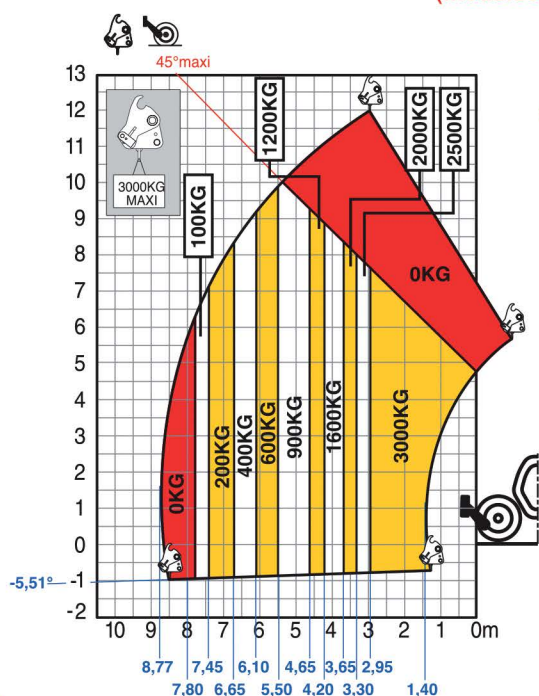 45°maxi
13
12
11
10
9
8
7
6
5
4
3
2
1
0
-1
-2
3000KG
MAXI
100KG
1200KG
2000KG
2500KG
0KG
0KG
200KG
400KG
600KG
900KG
1600KG
3000KG
-5,51°
10 9 8 7 6 5 4 3 2 1 0m
8,77 7,45 6,10 4,65 3,65 2,95
7,80 6,65 5,50 4,20 3.30 1,40